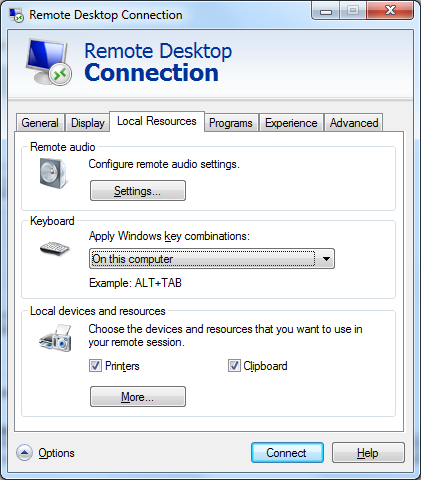 Remote Desktop Connection
Remote Desktop
Connection
General Display Local Resources Programs Experience Advanced
Remote audio
Configure remote audio settings.
Settings...
Keyboard
Apply Windows key combinations:
On this computer
Example: ALT+TAB
Local devices and resources
Choose the devices and resources that you want to use in
your remote session.
Printers Clipboard
More...
Options Connect Help